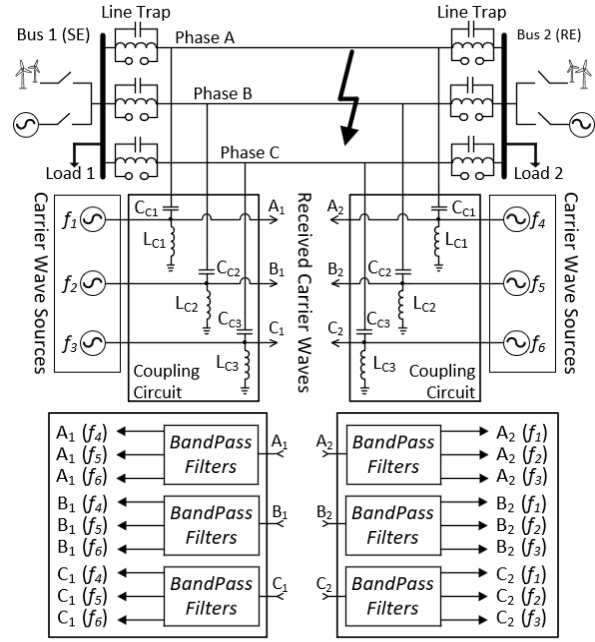 Line Trap
Line Trap
Bus 1 (SE)
Phase A
Bus 2 (RE)
Phase B
Phase C
Load 1
Load 2
Carrier Wave Sources
f1
f2
f3
CC1
LC1
CC2
LC2
CC3
LC3
Coupling
Circuit
A1
B1
C1
Received Carrier Waves
A2
B2
C2
CC1
LC1
CC2
LC2
CC3
LC3
Coupling
Circuit
f4
f5
f6
Carrier Wave Sources
A1 (f4)
A1 (f5)
A1 (f6)
BandPass
Filters
A1
B1 (f4)
B1 (f5)
B1 (f6)
BandPass
Filters
B1
C1 (f4)
C1 (f5)
C1 (f6)
BandPass
Filters
C1
A2
BandPass
Filters
A2 (f1)
A2 (f2)
A2 (f3)
B2
BandPass
Filters
B2 (f1)
B2 (f2)
B2 (f3)
C2
BandPass
Filters
C2 (f1)
C2 (f2)
C2 (f3)